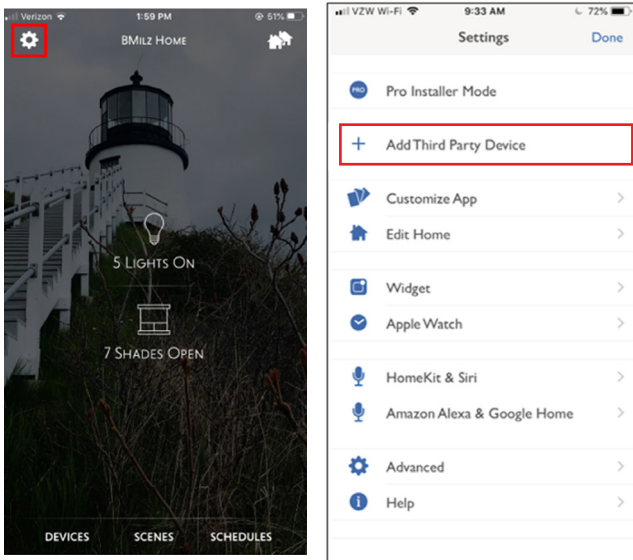 Verizon 1:59 PM 51%
BMILZ HOME
5 LIGHTS ON
7 SHADES OPEN
DEVICES SCENES SCHEDULES
VZW Wi-Fi 9:33 AM 72%
Settings Done
PRO Pro Installer Mode
+ Add Third Party Device
Customize App
Edit Home
Widget
Apple Watch
HomeKit & Siri
Amazon Alexa & Google Home
Advanced
Help